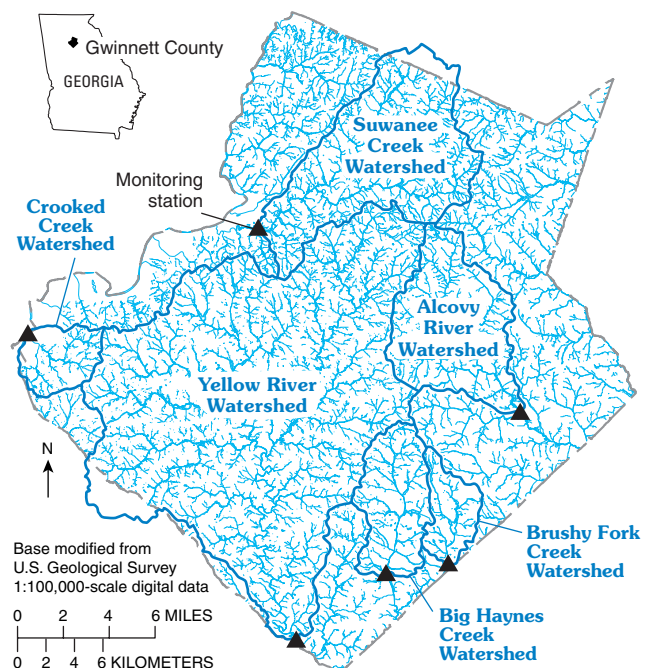 Gwinnett County
GEORGIA
Suwanee
Creek
Watershed
Monitoring
station
Crooked
Creek
Watershed
Alcovy
River
Watershed
Yellow River
Watershed
N
Brushy Fork
Creek
Watershed
Big Haynes
Creek
Watershed
Base modified from
U.S. Geological Survey
1:100,000-scale digital data
0 2 4 6 MILES
0 2 4 6 KILOMETERS